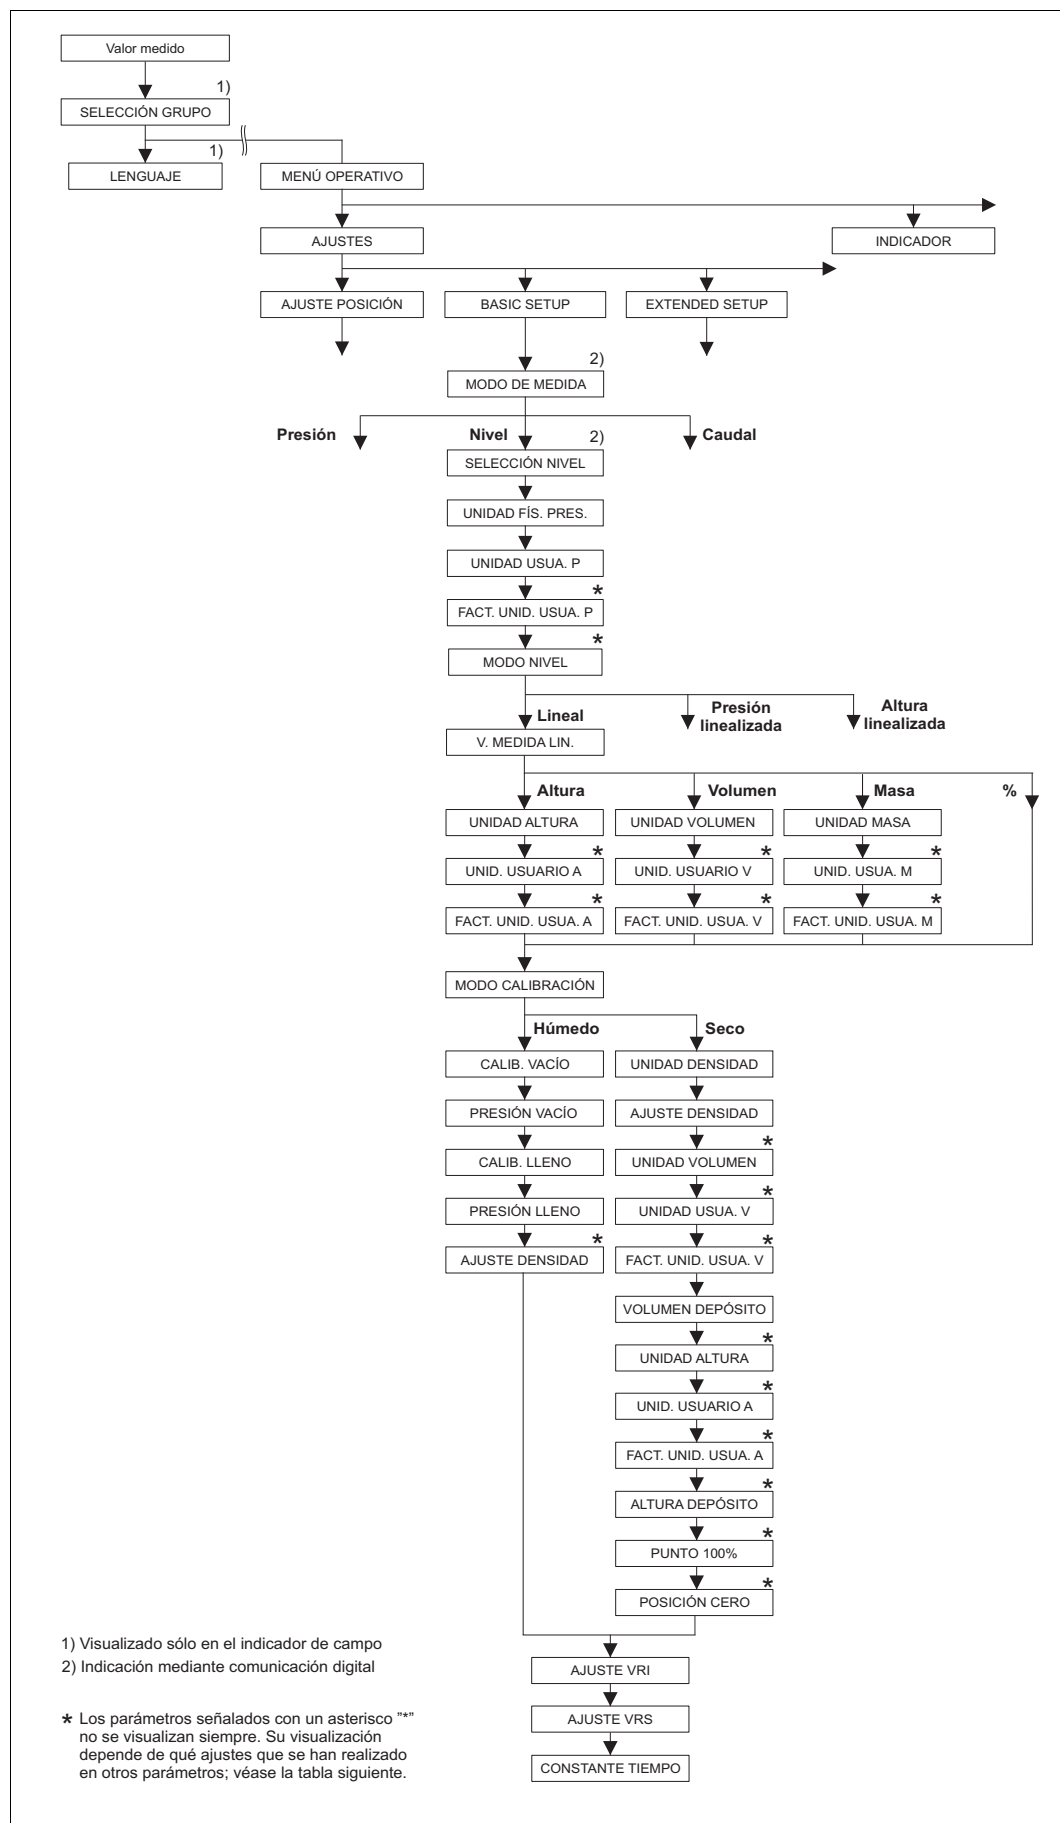 Valor medido
1)
SELECCIÓN GRUPO
1)
LENGUAJE
MENÚ OPERATIVO
AJUSTES
INDICADOR
AJUSTE POSICIÓN
BASIC SETUP
EXTENDED SETUP
2)
MODO DE MEDIDA
Presión
Nivel
2)
Caudal
SELECCIÓN NIVEL
UNIDAD FÍS. PRES.
UNIDAD USUA. P
*
FACT. UNID. USUA. P
*
MODO NIVEL
Lineal
Presión
linealizada
Altura
linealizada
V. MEDIDA LIN.
Altura
Volumen
Masa
%
UNIDAD ALTURA
UNIDAD VOLUMEN
UNIDAD MASA
*
*
*
UNID. USUARIO A
UNID. USUARIO V
UNID. USUA. M
*
*
*
FACT. UNID. USUA. A
FACT. UNID. USUA. V
FACT. UNID. USUA. M
MODO CALIBRACIÓN
Húmedo
Seco
CALIB. VACÍO
UNIDAD DENSIDAD
PRESIÓN VACÍO
AJUSTE DENSIDAD
*
CALIB. LLENO
UNIDAD VOLUMEN
*
PRESIÓN LLENO
UNIDAD USUA. V
*
*
AJUSTE DENSIDAD
FACT. UNID. USUA. V
VOLUMEN DEPÓSITO
*
UNIDAD ALTURA
*
UNID. USUARIO A
*
FACT. UNID. USUA. A
*
ALTURA DEPÓSITO
*
PUNTO 100%
*
POSICIÓN CERO
1) Visualizado sólo en el indicador de campo
2) Indicación mediante comunicación digital
AJUSTE VRI
AJUSTE VRS
CONSTANTE TIEMPO
* Los parámetros señalados con un asterisco "*"
no se visualizan siempre. Su visualización
depende de qué ajustes que se han realizado
en otros parámetros; véase la tabla siguiente.